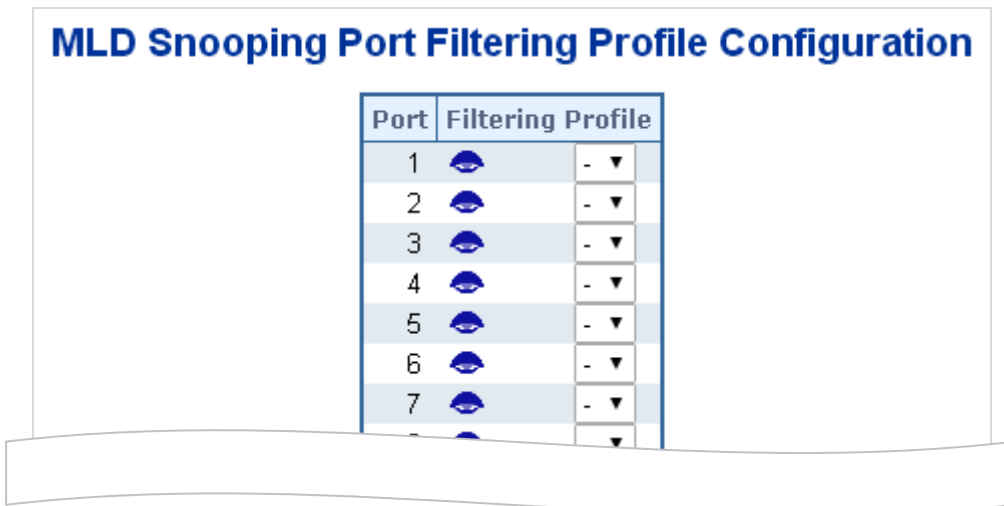 MLD Snooping Port Filtering Profile Configuration
Port Filtering Profile
1 - ▼
2 - ▼
3 - ▼
4 - ▼
5 - ▼
6 - ▼
7 - ▼